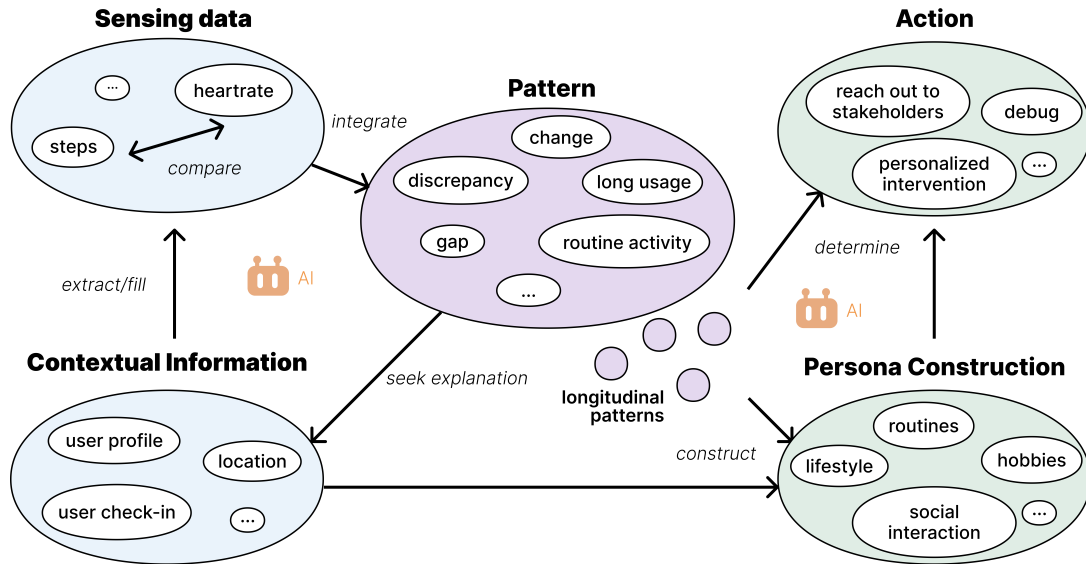 Sensing data
...
heartrate
steps
compare
integrate
Pattern
change
discrepancy
long usage
gap
routine activity
...
Action
reach out to
stakeholders
debug
personalized
intervention
...
extract/fill
AI
determine
AI
Contextual Information
user profile
location
user check-in
...
seek explanation
longitudinal
patterns
construct
Persona Construction
routines
lifestyle
hobbies
social
interaction
...